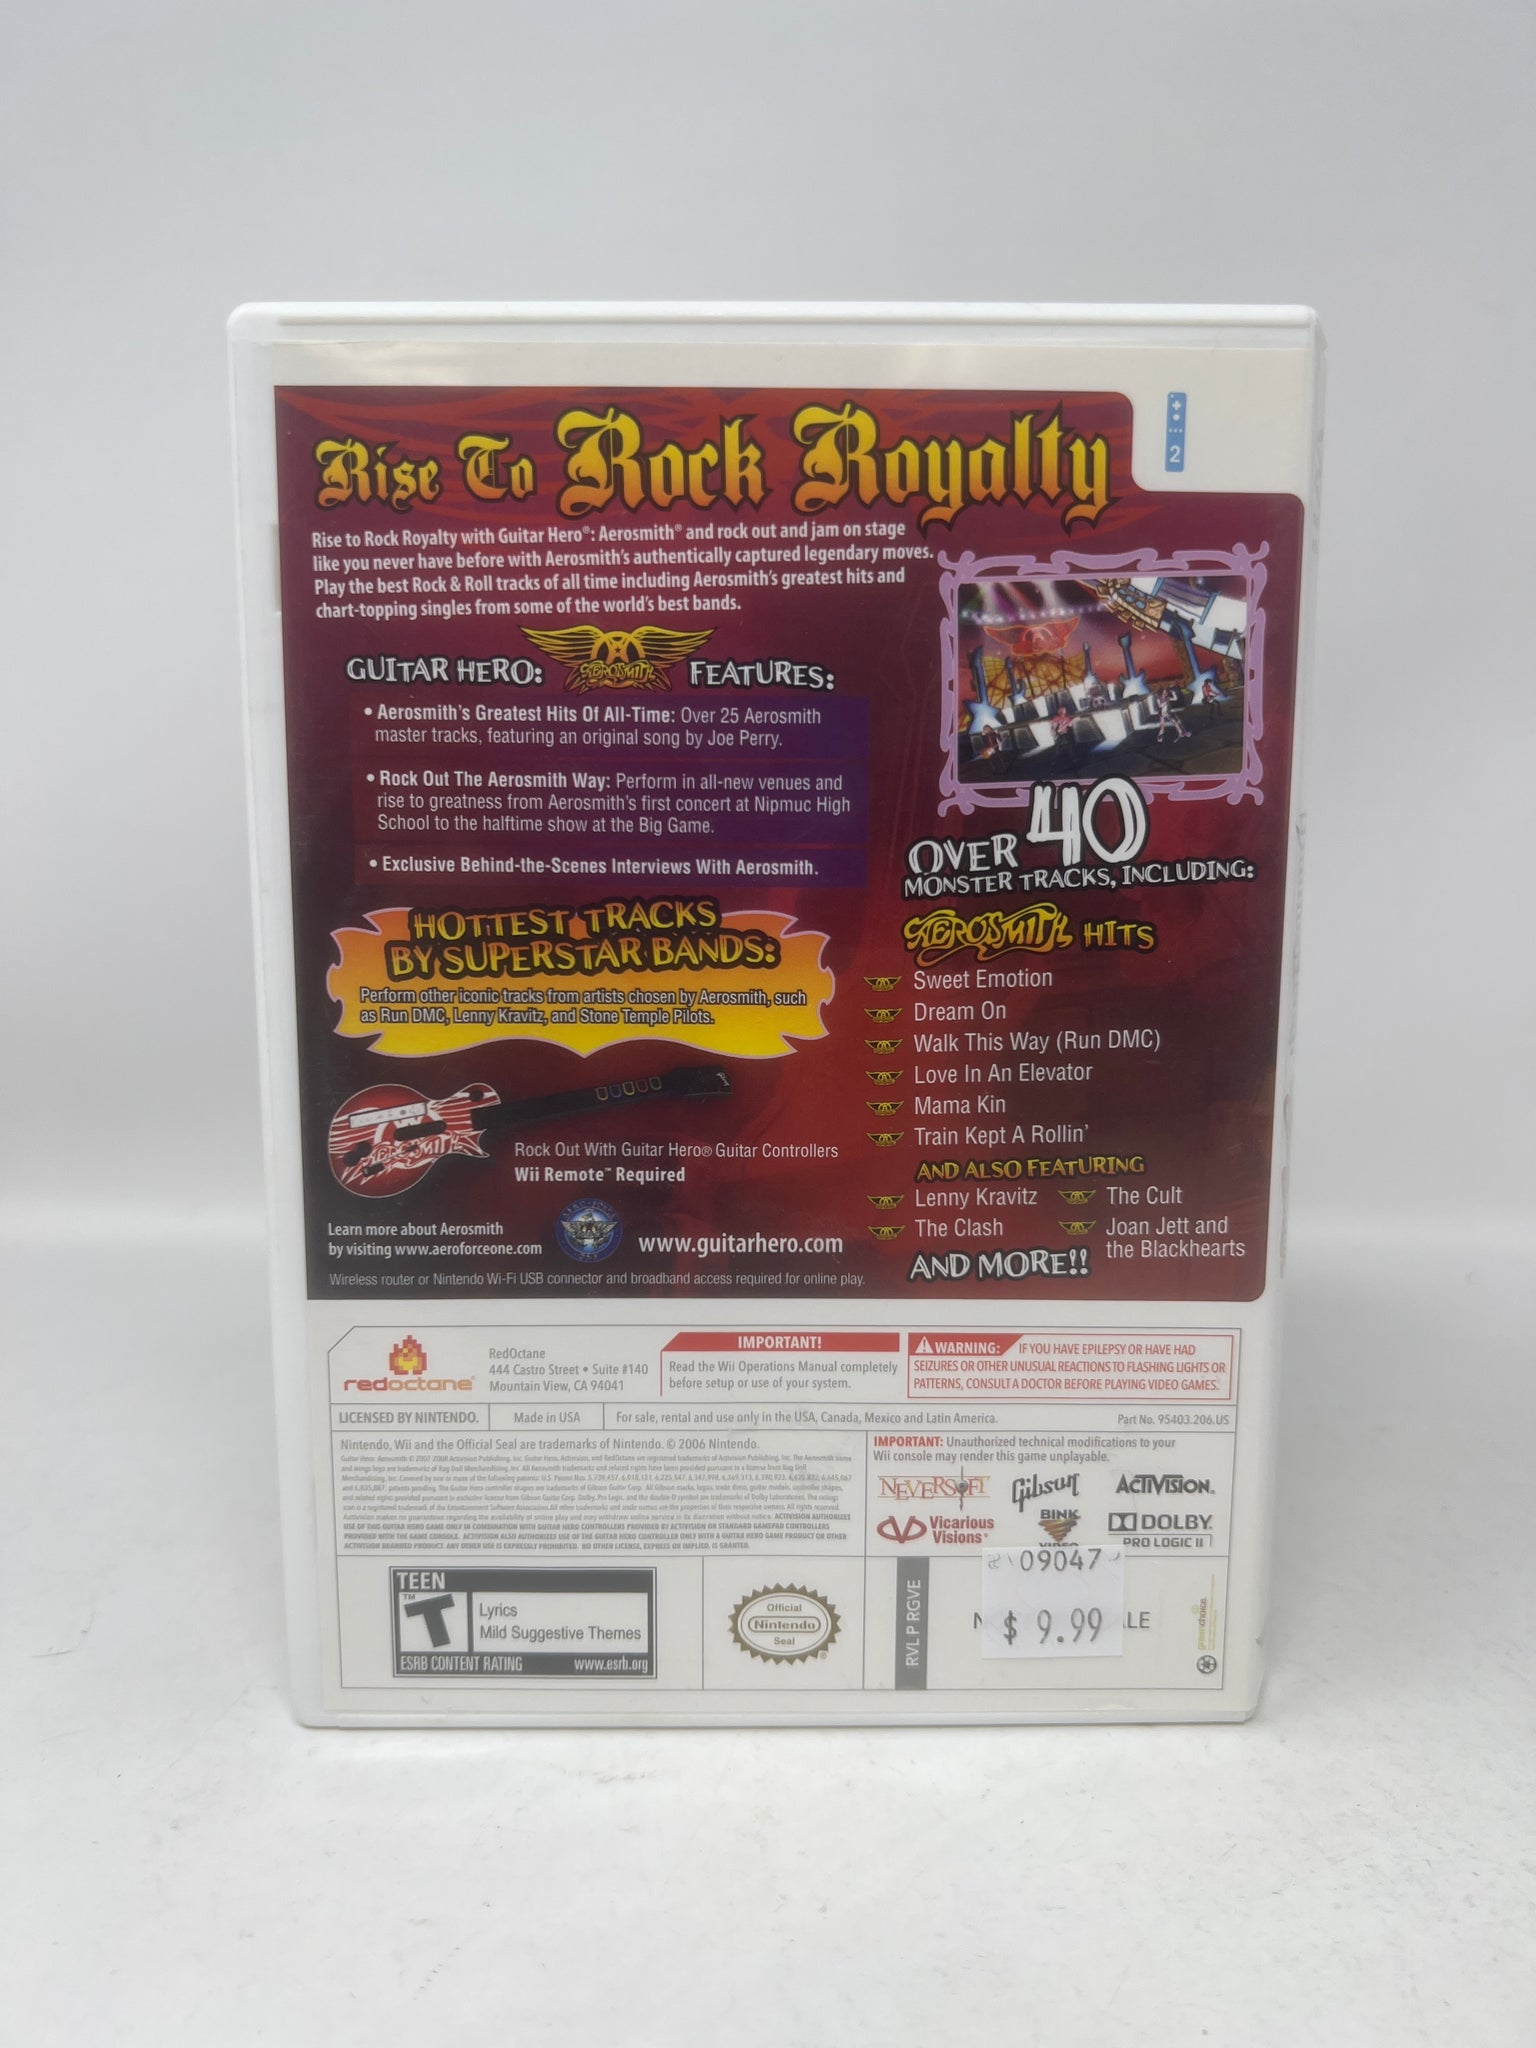 Rise To Rock Royalty
2
Rise to Rock Royalty with Guitar Hero®: Aerosmith® and rock out and jam on stage
like you never have before with Aerosmith's authentically captured legendary moves.
Play the best Rock & Roll tracks of all time including Aerosmith's greatest hits and
chart-topping singles from some of the world's best bands.
GUITAR HERO: AEROSMITH FEATURES:
• Aerosmith's Greatest Hits Of All-Time: Over 25 Aerosmith
master tracks, featuring an original song by Joe Perry.
• Rock Out The Aerosmith Way: Perform in all-new venues and
rise to greatness from Aerosmith's first concert at Nipmuc High
School to the halftime show at the Big Game.
• Exclusive Behind-the-Scenes Interviews With Aerosmith.
HOTTEST TRACKS
BY SUPERSTAR BANDS:
Perform other iconic tracks from artists chosen by Aerosmith, such
as Run DMC, Lenny Kravitz, and Stone Temple Pilots.
AEROSMITH
Rock Out With Guitar Hero® Guitar Controllers
Wii Remote™ Required
Learn more about Aerosmith
by visiting www.aeroforceone.com
www.guitarhero.com
Wireless router or Nintendo Wi-Fi USB connector and broadband access required for online play.
OVER 40
MONSTER TRACKS, INCLUDING:
AEROSMITH HITS
Sweet Emotion
Dream On
Walk This Way (Run DMC)
Love In An Elevator
Mama Kin
Train Kept A Rollin'
AND ALSO FEATURING
Lenny Kravitz
The Cult
The Clash
Joan Jett and
the Blackhearts
AND MORE!!
redoctane
RedOctane
444 Castro Street • Suite #140
Mountain View, CA 94041
IMPORTANT!
Read the Wii Operations Manual completely
before setup or use of your system.
WARNING: IF YOU HAVE EPILEPSY OR HAVE HAD
SEIZURES OR OTHER UNUSUAL REACTIONS TO FLASHING LIGHTS OR
PATTERNS, CONSULT A DOCTOR BEFORE PLAYING VIDEO GAMES.
LICENSED BY NINTENDO.
Made in USA
For sale, rental and use only in the USA, Canada, Mexico and Latin America.
Part No. 95403.206.US
Nintendo, Wii and the Official Seal are trademarks of Nintendo. © 2006 Nintendo.
IMPORTANT: Unauthorized technical modifications to your
Wii console may render this game unplayable.
NEVERSOFT
Gibson
ACTIVISION.
Vicarious
Visions®
BINK
VIDEO
DOLBY
PRO LOGIC II
TEEN
T
Lyrics
Mild Suggestive Themes
ESRB CONTENT RATING www.esrb.org
Official
Nintendo
Seal
RVL P RGVE
09047
$ 9.99
N
ALE